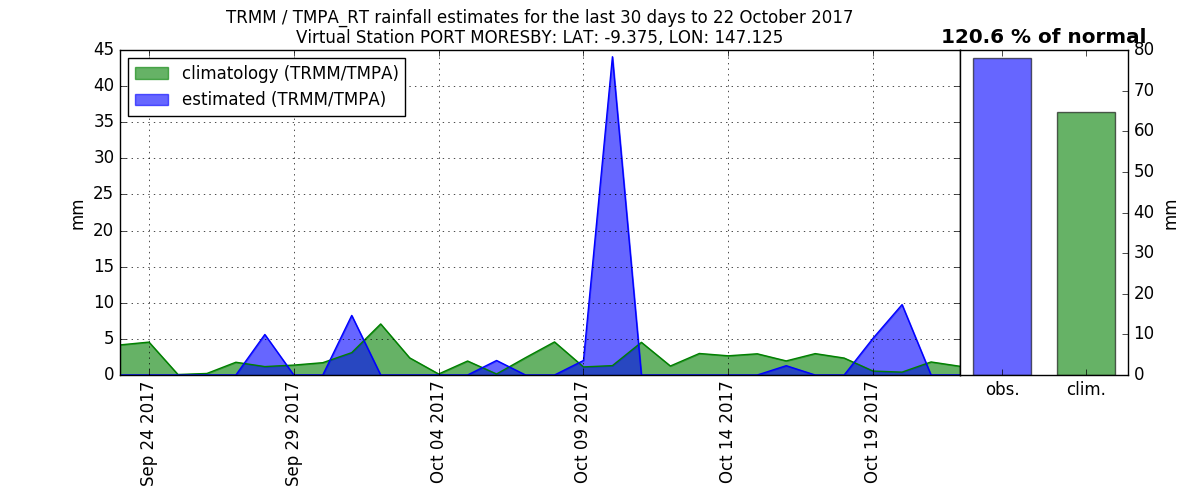 TRMM / TMPA_RT rainfall estimates for the last 30 days to 22 October 2017
Virtual Station PORT MORESBY: LAT: -9.375, LON: 147.125
120.6 % of normal
climatology (TRMM/TMPA)
estimated (TRMM/TMPA)
45
40
35
30
25
20
15
10
5
0
mm
Sep 24 2017
Sep 29 2017
Oct 04 2017
Oct 09 2017
Oct 14 2017
Oct 19 2017
obs.
clim.
80
70
60
50
40
30
20
10
0
mm